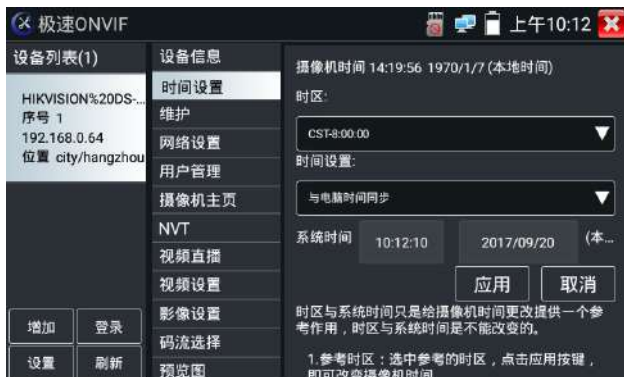 极速ONVIF
上午10:12
设备列表(1)
HIKVISION%20DS-...
序号 1
192.168.0.64
位置 city/hangzhou
增加
登录
设置
刷新
设备信息
时间设置
维护
网络设置
用户管理
摄像机主页
NVT
视频直播
视频设置
影像设置
码流选择
预览图
摄像机时间 14:19:56 1970/1/7 (本地时间)
时区:
CST-8:00:00
时间设置:
与电脑时间同步
系统时间 10:12:10 2017/09/20 (本...
应用 取消
时区与系统时间只是给摄像机时间更改提供一个参
考作用，时区与系统时间是不能改变的。
1.参考时区：选中参考的时区，点击应用按键，
即可改变摄像机时间